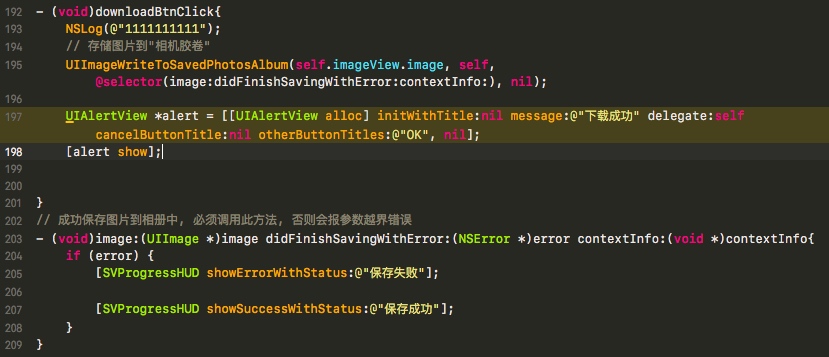 192 - (void)downloadBtnClick{
193 NSLog(@"1111111111");
194 // 存储图片到"相机胶卷"
195 UIImageWriteToSavedPhotosAlbum(self.imageView.image, self,
@selector(image:didFinishSavingWithError:contextInfo:), nil);
196
197 UIAlertView *alert = [[UIAlertView alloc] initWithTitle:nil message:@"下载成功" delegate:self
cancelButtonTitle:nil otherButtonTitles:@"OK", nil];
198 [alert show];
199
200
201 }
202 // 成功保存图片到相册中, 必须调用此方法, 否则会报参数越界错误
203 - (void)image:(UIImage *)image didFinishSavingWithError:(NSError *)error contextInfo:(void *)contextInfo{
204 if (error) {
205 [SVProgressHUD showErrorWithStatus:@"保存失败"];
206
207 [SVProgressHUD showSuccessWithStatus:@"保存成功"];
208 }
209 }